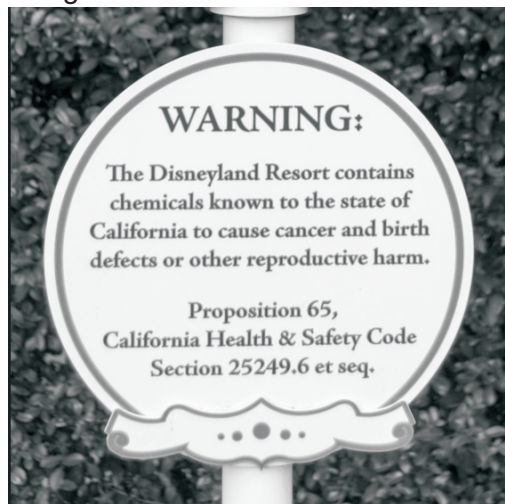 WARNING:
The Disneyland Resort contains
chemicals known to the state of
California to cause cancer and birth
defects or other reproductive harm.
Proposition 65,
California Health & Safety Code
Section 25249.6 et seq.